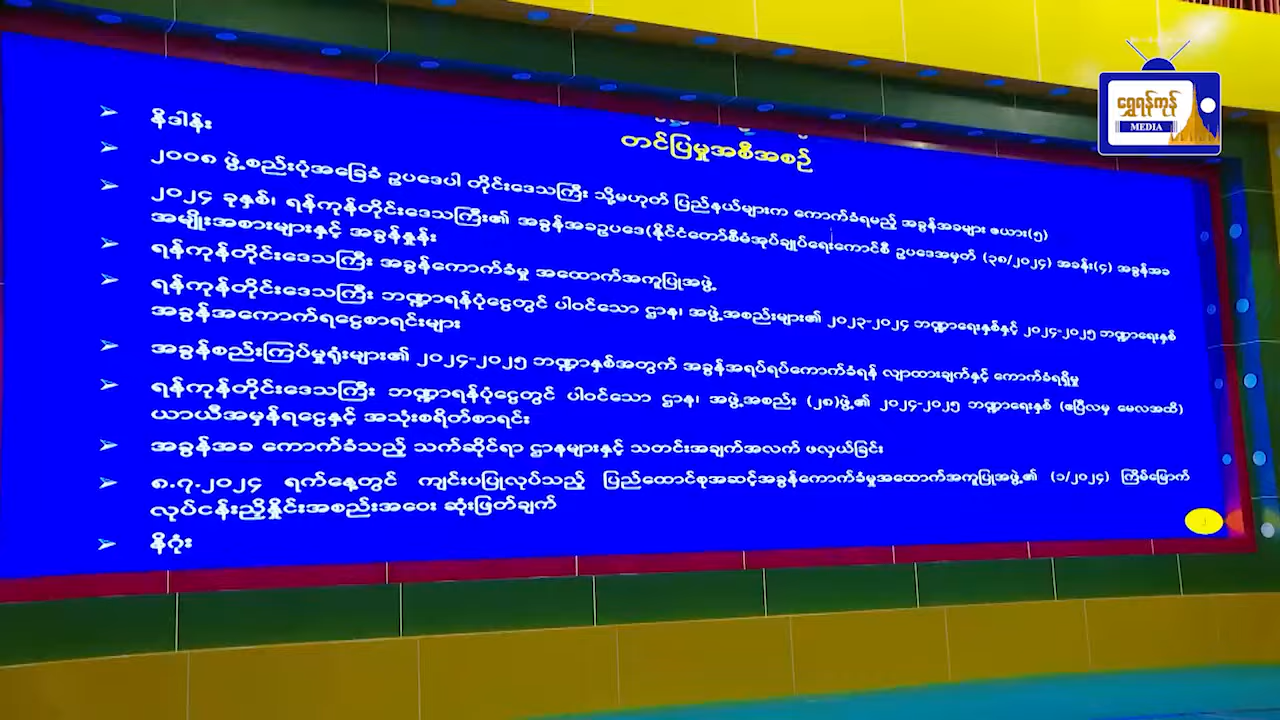 ရွှေရန်ကုန်
MEDIA
တင်ပြမှုအစီအစဉ်
➢ နိဒါန်း
➢ ၂၀၀၈ ဖွဲ့စည်းပုံအခြေခံ ဥပဒေပါ တိုင်းဒေသကြီး သို့မဟုတ် ပြည်နယ်များက ကောက်ခံရမည့် အခွန်အခများ ဇယား(၅)
➢ ၂၀၂၄ ခုနှစ်၊ ရန်ကုန်တိုင်းဒေသကြီး၏ အခွန်အခဥပဒေ(နိုင်ငံတော်စီမံအုပ်ချုပ်ရေးကောင်စီ ဥပဒေအမှတ် (၃၈/၂၀၂၄) အခန်း(၄) အခွန်အခ
အမျိုးအစားများနှင့် အခွန်နှုန်း
➢ ရန်ကုန်တိုင်းဒေသကြီး အခွန်ကောက်ခံမှု အထောက်အကူပြုအဖွဲ့
➢ ရန်ကုန်တိုင်းဒေသကြီး ဘဏ္ဍာရန်ပုံငွေတွင် ပါဝင်သော ဌာန၊ အဖွဲ့အစည်းများ၏ ၂၀၂၃-၂၀၂၄ ဘဏ္ဍာရေးနှစ်နှင့် ၂၀၂၄-၂၀၂၅ ဘဏ္ဍာရေးနှစ်
အခွန်အကောက်ရငွေစာရင်းများ
➢ အခွန်စည်းကြပ်မှုရုံးများ၏ ၂၀၂၄-၂၀၂၅ ဘဏ္ဍာနှစ်အတွက် အခွန်အရပ်ရပ်ကောက်ခံရန် လျာထားချက်နှင့် ကောက်ခံရရှိမှု
➢ ရန်ကုန်တိုင်းဒေသကြီး ဘဏ္ဍာရန်ပုံငွေတွင် ပါဝင်သော ဌာန၊ အဖွဲ့အစည်း (၂၈)ဖွဲ့၏ ၂၀၂၄-၂၀၂၅ ဘဏ္ဍာရေးနှစ် (ဧပြီလမှ မေလအထိ)
ယာယီအမှန်ရငွေနှင့် အသုံးစရိတ်စာရင်း
➢ အခွန်အခ ကောက်ခံသည့် သက်ဆိုင်ရာ ဌာနများနှင့် သတင်းအချက်အလက် ဖလှယ်ခြင်း
➢ ၈.၇.၂၀၂၄ ရက်နေ့တွင် ကျင်းပပြုလုပ်သည့် ပြည်ထောင်စုအဆင့်အခွန်ကောက်ခံမှုအထောက်အကူပြုအဖွဲ့၏ (၁/၂၀၂၄) ကြိမ်မြောက်
လုပ်ငန်းညှိနှိုင်းအစည်းအဝေး ဆုံးဖြတ်ချက်
➢ နိဂုံး
၂